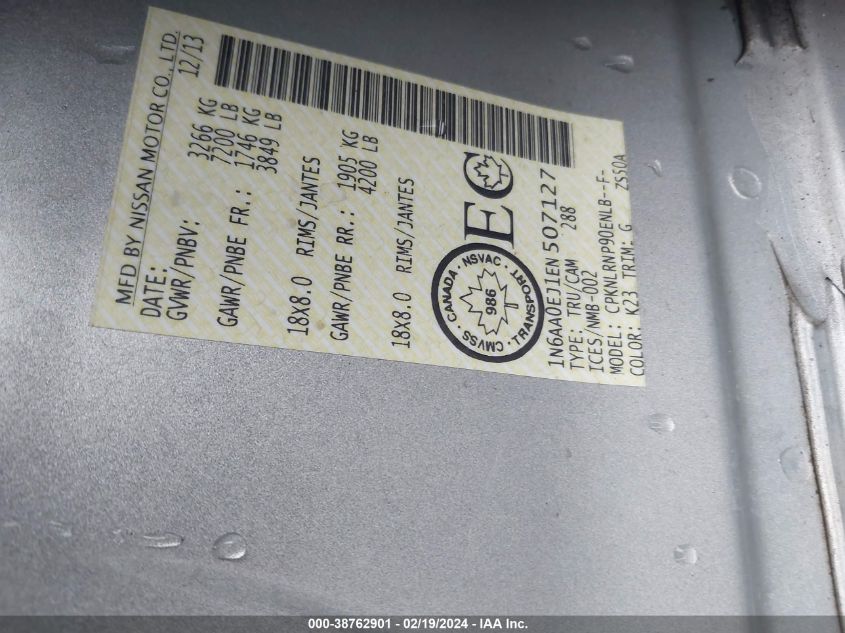 MFD BY NISSAN MOTOR CO., LTD.
DATE: 12/13
GVWR/PNBV: 3266 KG
7200 LB
GAWR/PNBE FR.: 1746 KG
3849 LB
18X8.0 RIMS/JANTES
GAWR/PNBE RR.: 1905 KG
4200 LB
18X8.0 RIMS/JANTES
CANADA · NSVAC · TRANSPORT · CMVSS ·
986
EC
1N6AA0EJ1EN507127
TYPE: TRU/CAM 288
ICES/NMB-002
MODEL: CPKNLRNP90ENLB--F-
COLOR: K23 TRIM: G ZS50A
000-38762901 - 02/19/2024 - IAA Inc.